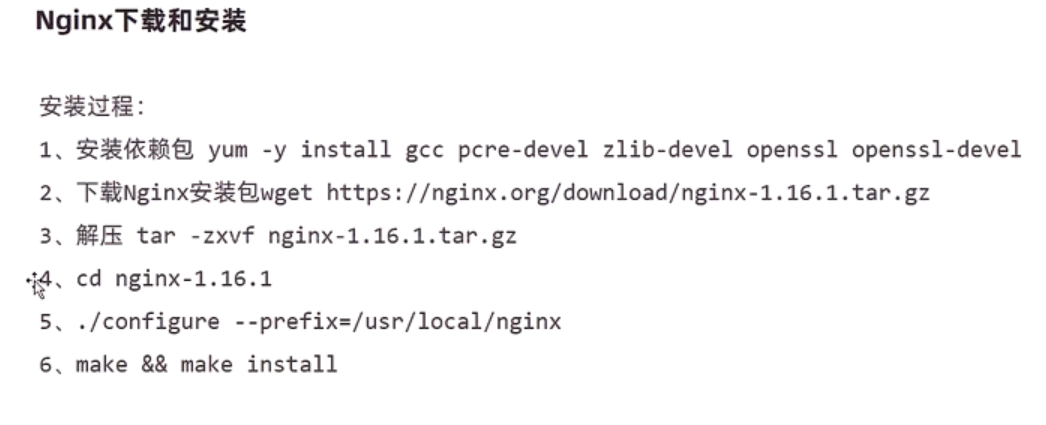 Nginx下载和安装
安装过程:
1、安装依赖包 yum -y install gcc pcre-devel zlib-devel openssl openssl-devel
2、下载Nginx安装包wget https://nginx.org/download/nginx-1.16.1.tar.gz
3、解压 tar -zxvf nginx-1.16.1.tar.gz
4、cd nginx-1.16.1
5、./configure --prefix=/usr/local/nginx
6、make && make install